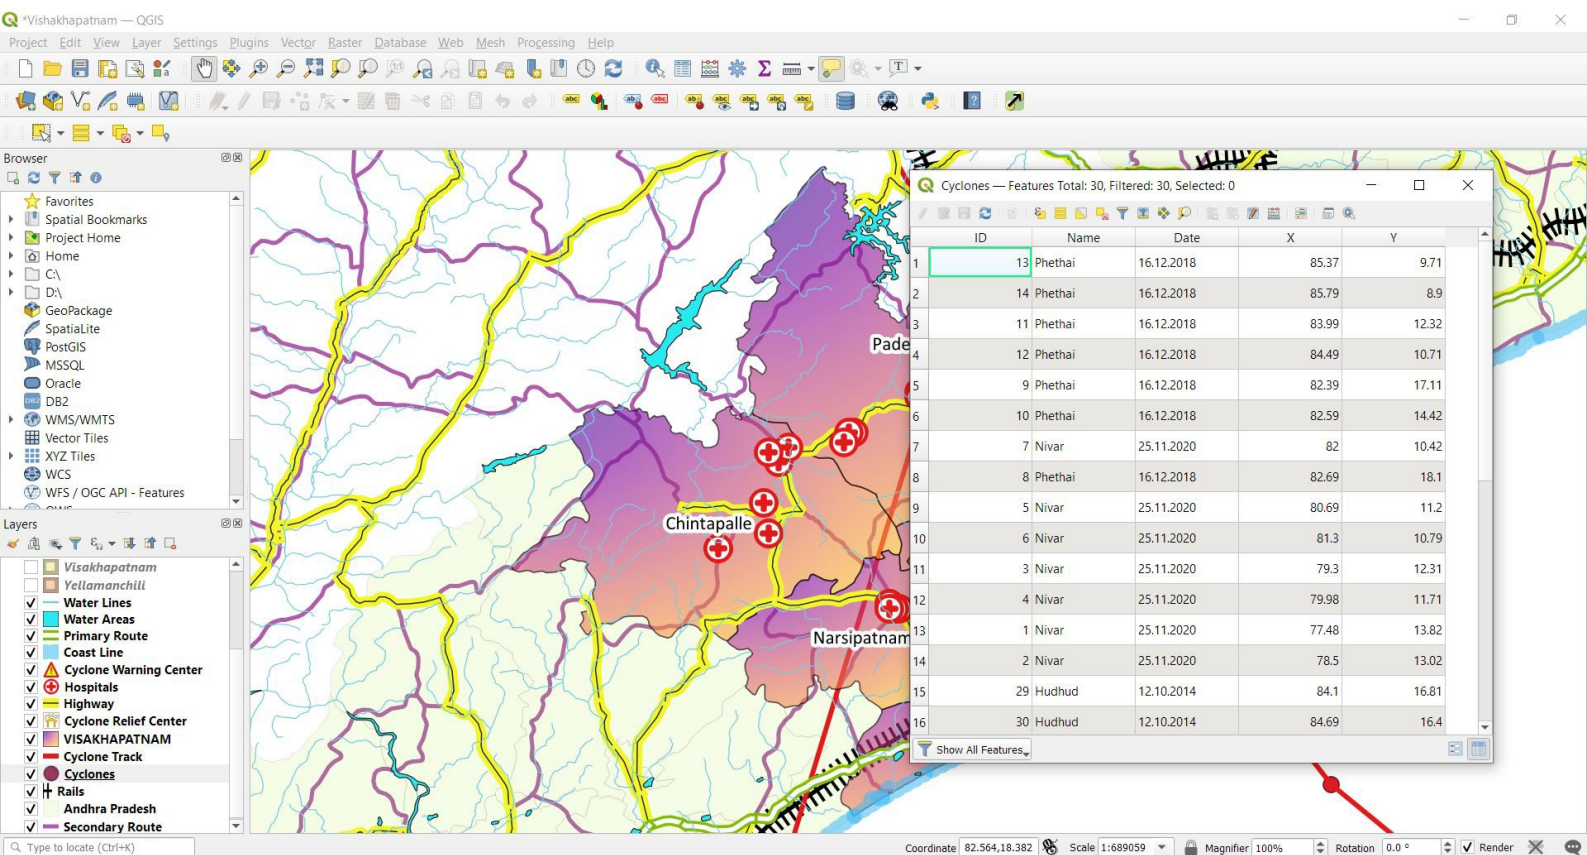 *Vishakhapatnam — QGIS
Project Edit View Layer Settings Plugins Vector Raster Database Web Mesh Processing Help
Browser
Favorites
Spatial Bookmarks
Project Home
Home
C:\
D:\
GeoPackage
SpatiaLite
PostGIS
MSSQL
Oracle
DB2
WMS/WMTS
Vector Tiles
XYZ Tiles
WCS
WFS / OGC API - Features
Layers
Visakhapatnam
Yellamanchili
Water Lines
Water Areas
Primary Route
Coast Line
Cyclone Warning Center
Hospitals
Highway
Cyclone Relief Center
VISAKHAPATNAM
Cyclone Track
Cyclones
Rails
Andhra Pradesh
Secondary Route
Pade
Chintapalle
Narsipatnam
Cyclones — Features Total: 30, Filtered: 30, Selected: 0
ID Name Date X Y
1 13 Phethai 16.12.2018 85.37 9.71
2 14 Phethai 16.12.2018 85.79 8.9
3 11 Phethai 16.12.2018 83.99 12.32
4 12 Phethai 16.12.2018 84.49 10.71
5 9 Phethai 16.12.2018 82.39 17.11
6 10 Phethai 16.12.2018 82.59 14.42
7 7 Nivar 25.11.2020 82 10.42
8 8 Phethai 16.12.2018 82.69 18.1
9 5 Nivar 25.11.2020 80.69 11.2
10 6 Nivar 25.11.2020 81.3 10.79
11 3 Nivar 25.11.2020 79.3 12.31
12 4 Nivar 25.11.2020 79.98 11.71
13 1 Nivar 25.11.2020 77.48 13.82
14 2 Nivar 25.11.2020 78.5 13.02
15 29 Hudhud 12.10.2014 84.1 16.81
16 30 Hudhud 12.10.2014 84.69 16.4
Show All Features
Type to locate (Ctrl+K)
Coordinate 82.564,18.382 Scale 1:689059 Magnifier 100% Rotation 0.0 ° Render